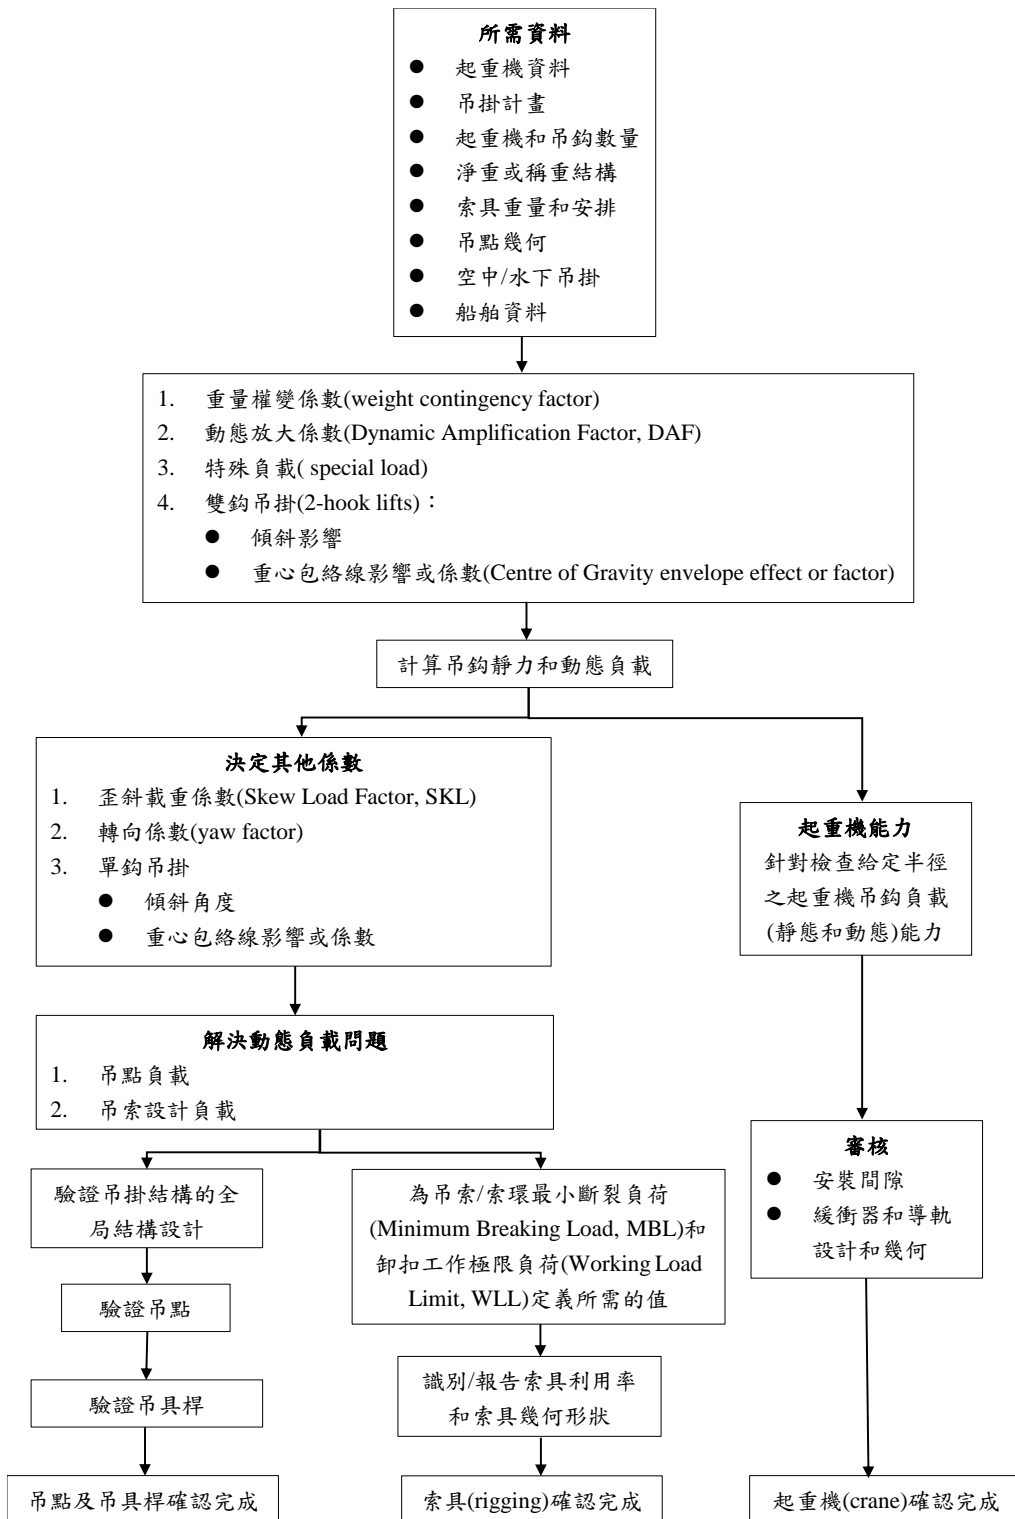 所需資料
● 起重機資料
● 吊掛計畫
● 起重機和吊鈎數量
● 淨重或稱重結構
● 索具重量和安排
● 吊點幾何
● 空中/水下吊掛
● 船舶資料
1. 重量權變係數(weight contingency factor)
2. 動態放大係數(Dynamic Amplification Factor, DAF)
3. 特殊負載( special load)
4. 雙鈎吊掛(2-hook lifts)：
● 傾斜影響
● 重心包絡線影響或係數(Centre of Gravity envelope effect or factor)
計算吊鈎靜力和動態負載
決定其他係數
1. 歪斜載重係數(Skew Load Factor, SKL)
2. 轉向係數(yaw factor)
3. 單鈎吊掛
● 傾斜角度
● 重心包絡線影響或係數
起重機能力
針對檢查給定半徑
之起重機吊鈎負載
(靜態和動態)能力
解決動態負載問題
1. 吊點負載
2. 吊索設計負載
審核
● 安裝間隙
● 緩衝器和導軌
設計和幾何
驗證吊掛結構的全
局結構設計
為吊索/索環最小斷裂負荷
(Minimum Breaking Load, MBL)和
卸扣工作極限負荷(Working Load
Limit, WLL)定義所需的值
驗證吊點
驗證吊具桿
識別/報告索具利用率
和索具幾何形狀
吊點及吊具桿確認完成
索具(rigging)確認完成
起重機(crane)確認完成